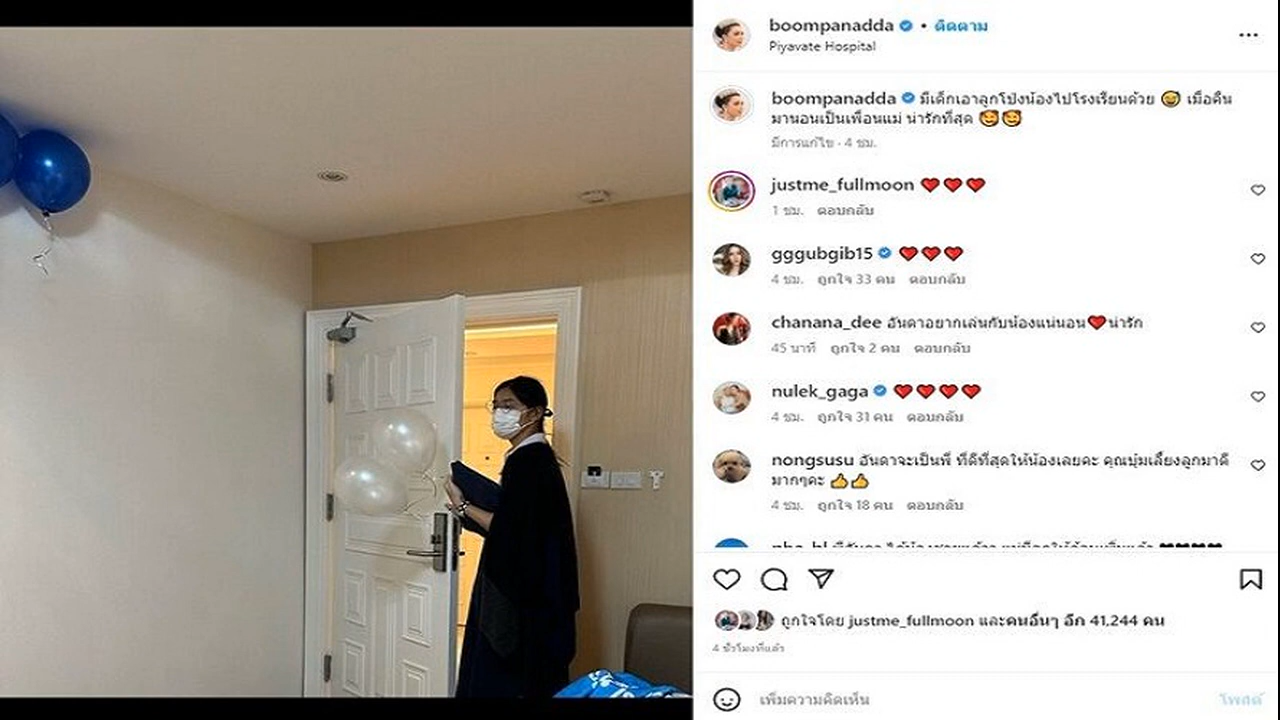 boompanadda • ติดตาม
Piyavate Hospital
boompanadda มีเด็กเอาลูกโป่งน้องไปโรงเรียนด้วย 😅 เมื่อคืน
มานอนเป็นเพื่อนแม่ น่ารักที่สุด 🥰🥰
มีการแก้ไข · 4 ชม.
justme_fullmoon ❤️❤️❤️
1 ชม. ตอบกลับ
gggubgib15 ❤️❤️❤️
4 ชม. ถูกใจ 33 คน ตอบกลับ
chanana_dee อันดาอยากเล่นกับน้องแน่นอน❤️น่ารัก
45 นาที ถูกใจ 2 คน ตอบกลับ
nulek_gaga ❤️❤️❤️❤️
4 ชม. ถูกใจ 31 คน ตอบกลับ
nongsusu อันดาจะเป็นพี่ ที่ดีที่สุดให้น้องเลยคะ คุณบุ่มเลี้ยงลูกมาดี
มากๆคะ 👍👍
4 ชม. ถูกใจ 18 คน ตอบกลับ
ถูกใจโดย justme_fullmoon และคนอื่นๆ อีก 41,244 คน
4 ชั่วโมงที่แล้ว
เพิ่มความคิดเห็น
โพสต์